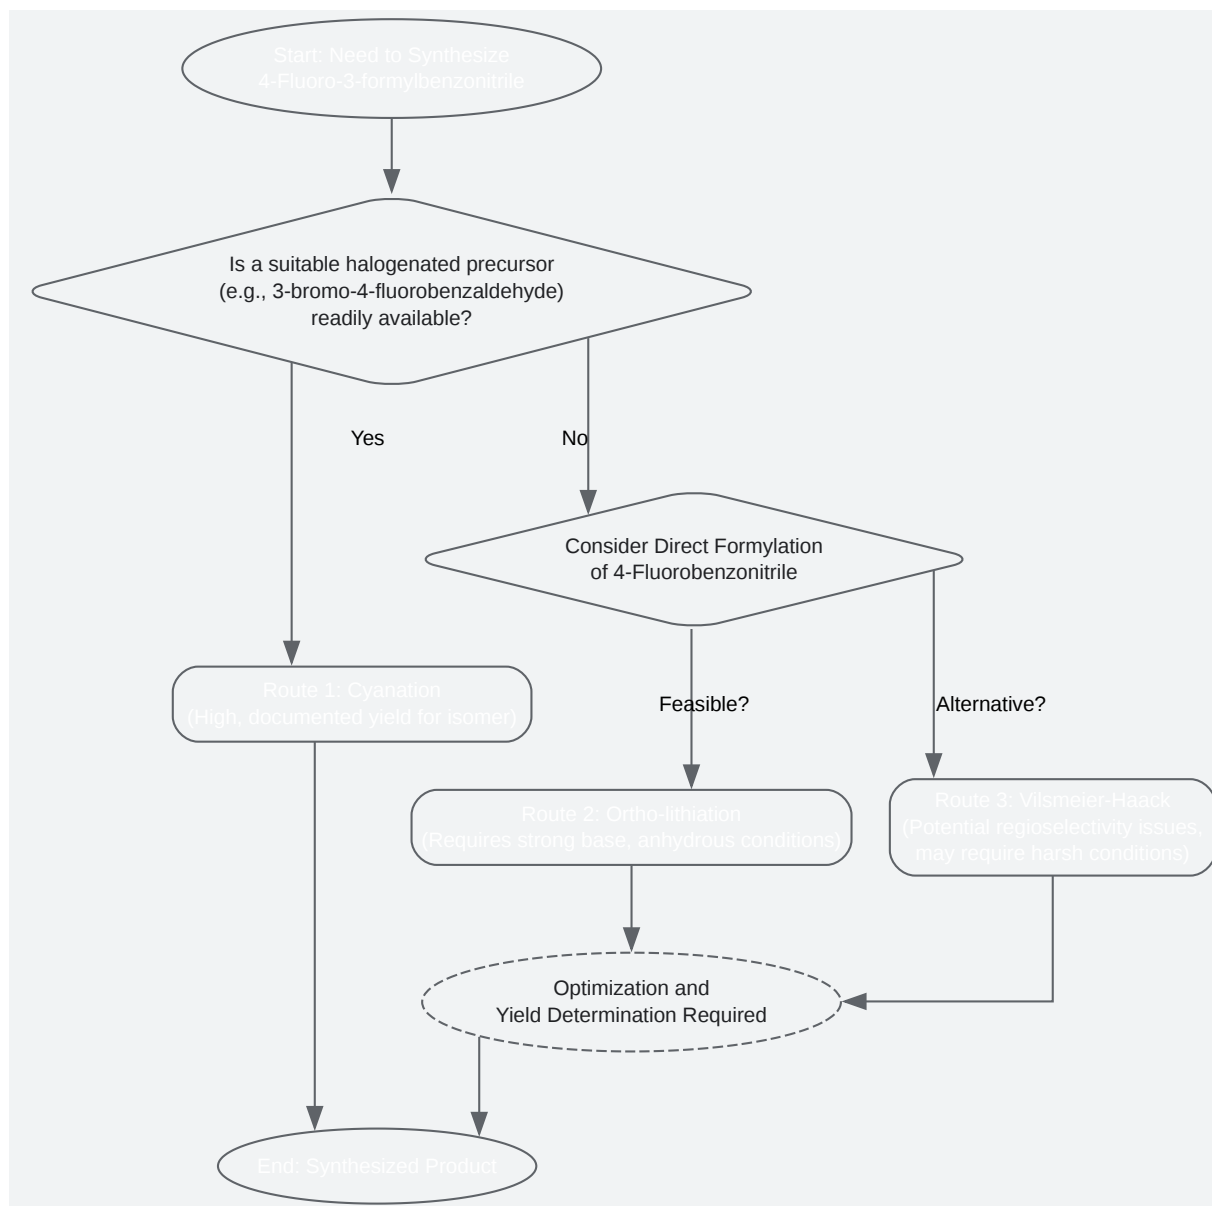 Start: Need to Synthesize
4-Fluoro-3-formylbenzonitrile
Is a suitable halogenated precursor
(e.g., 3-bromo-4-fluorobenzaldehyde)
readily available?
Yes
No
Consider Direct Formylation
of 4-Fluorobenzonitrile
Route 1: Cyanation
(High, documented yield for isomer)
Feasible?
Alternative?
Route 2: Ortho-lithiation
(Requires strong base, anhydrous conditions)
Route 3: Vilsmeier-Haack
(Potential regioselectivity issues,
may require harsh conditions)
Optimization and
Yield Determination Required
End: Synthesized Product